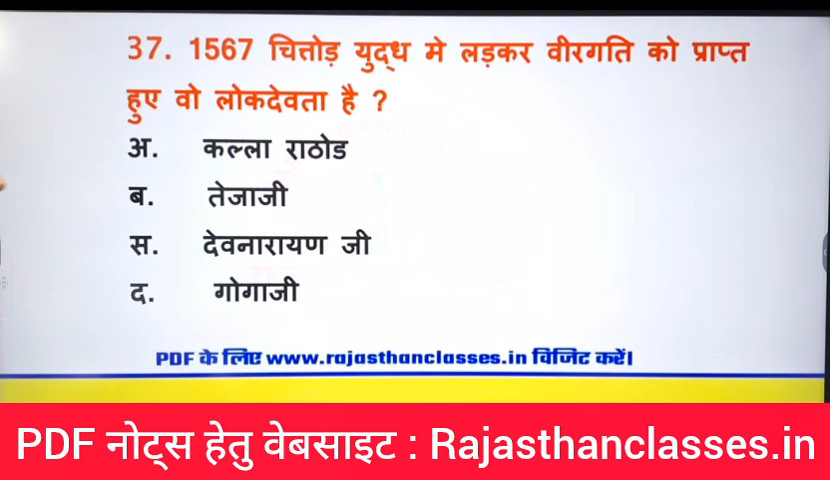 37. 1567 चित्तोड़ युद्ध मे लड़कर वीरगति को प्राप्त
हुए वो लोकदेवता है ?
अ. कल्ला राठोड
ब. तेजाजी
स. देवनारायण जी
द. गोगाजी
PDF के लिए www.rajasthanclasses.in विजिट करें।
PDF नोट्स हेतु वेबसाइट : Rajasthanclasses.in